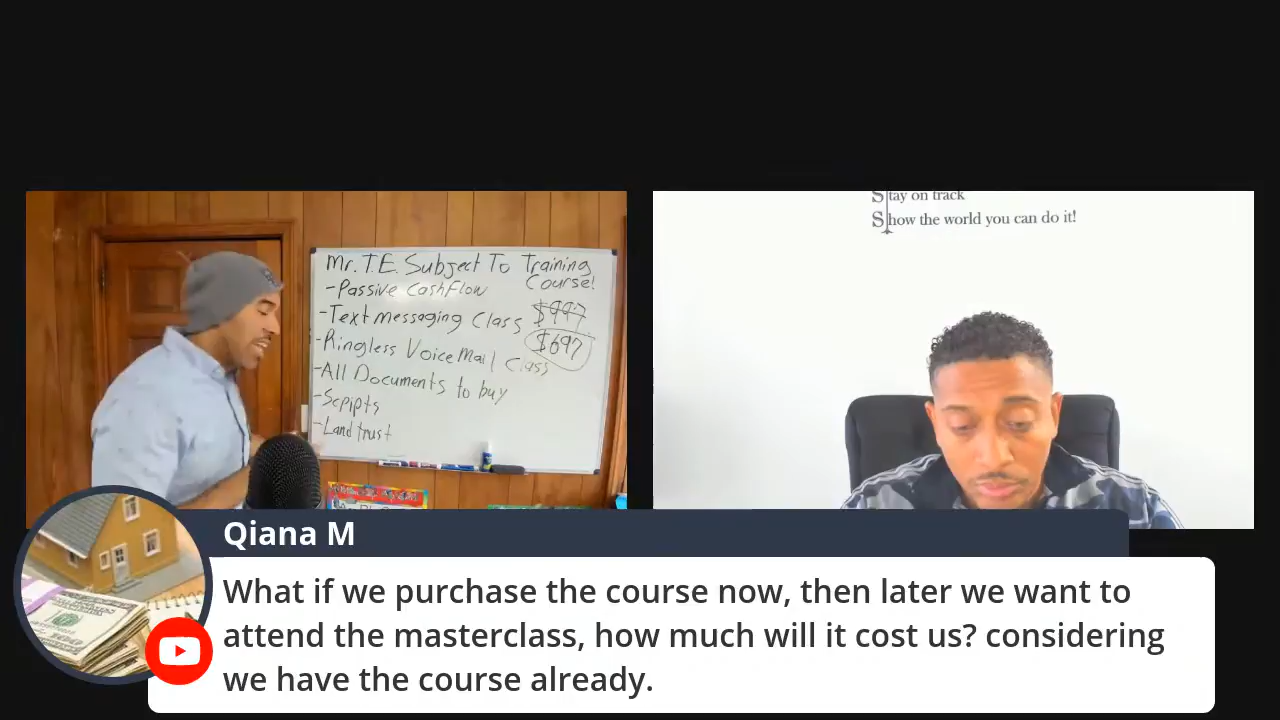 tay on track
Show the world you can do it!
Mr. T.E. Subject To Training
Course!
-Passive Cashflow
$997
-Text messaging Class
$697
-Ringless VoiceMail Class
-All Documents to buy
-Scripts
-Land trust
Qiana M
What if we purchase the course now, then later we want to
attend the masterclass, how much will it cost us? considering
we have the course already.